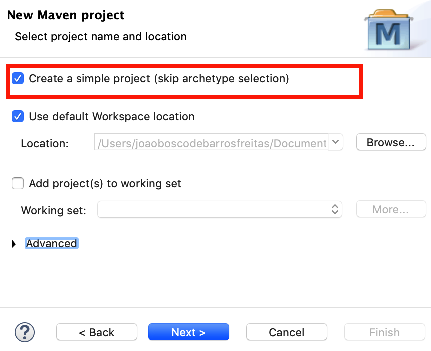 New Maven project
Select project name and location
M
Create a simple project (skip archetype selection)
Use default Workspace location
Location: /Users/joaoboscodebarrosfreitas/Document Browse...
Add project(s) to working set
Working set: More...
Advanced
? < Back Next > Cancel Finish